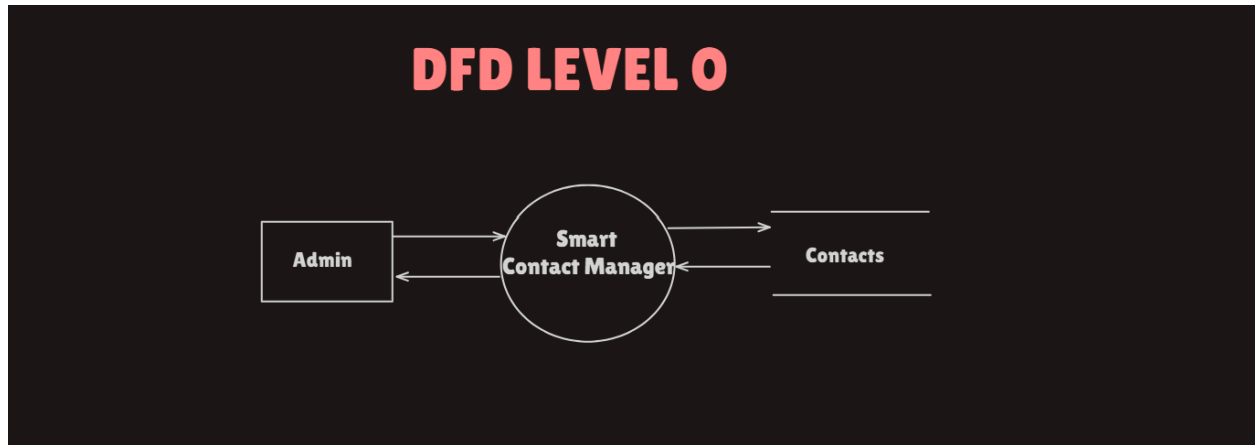 DFD LEVEL 0
Admin
Smart
Contact Manager
Contacts